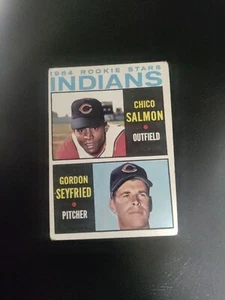 1964 ROOKIE STARS
INDIANS
CHICO
SALMON
OUTFIELD
GORDON
SEYFRIED
PITCHER